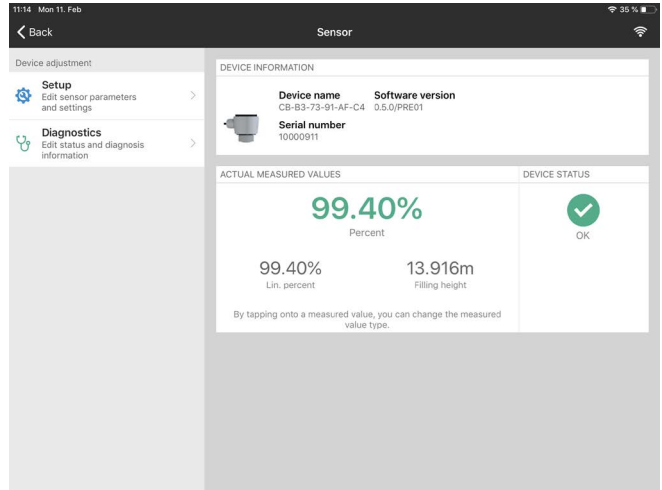 11:14 Mon 11. Feb
35 %
Back
Sensor
Device adjustment
Setup
Edit sensor parameters
and settings
Diagnostics
Edit status and diagnosis
information
DEVICE INFORMATION
Device name
CB-B3-73-91-AF-C4
Software version
0.5.0/PRE01
Serial number
10000911
ACTUAL MEASURED VALUES
99.40%
Percent
99.40%
Lin. percent
13.916m
Filling height
By tapping onto a measured value, you can change the measured
value type.
DEVICE STATUS
OK